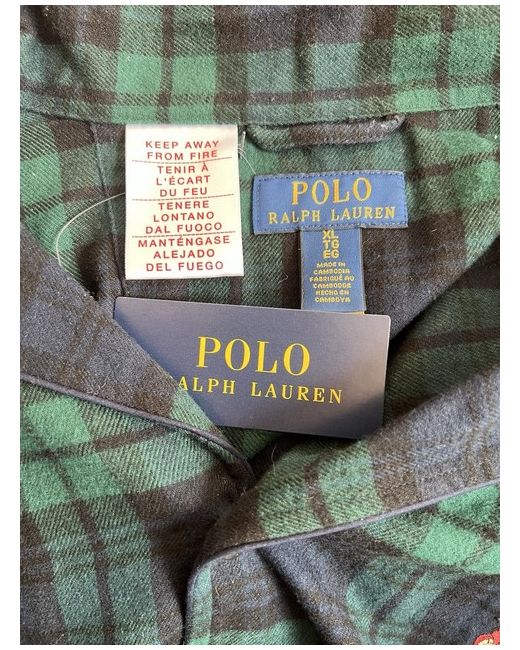 KEEP AWAY
FROM FIRE
TENIR À
L'ÉCART
DU FEU
TENERE
LONTANO
DAL FUOCO
MANTÉNGASE
ALEJADO
DEL FUEGO
POLO
RALPH LAUREN
XL
TG
EG
MADE IN
CAMBODIA
FABRIQUÉ AU
CAMBODGE
HECHO EN
CAMBOYA
POLO
RALPH LAUREN